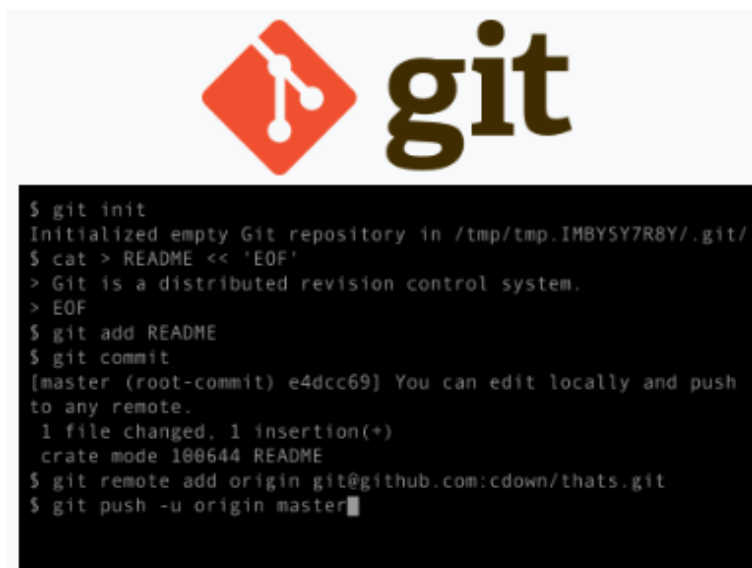 git
$ git init
Initialized empty Git repository in /tmp/tmp.IMBYSY7R8Y/.git/
$ cat > README << 'EOF'
> Git is a distributed revision control system.
> EOF
$ git add README
$ git commit
[master (root-commit) e4dcc69] You can edit locally and push
to any remote.
 1 file changed, 1 insertion(+)
 crate mode 100644 README
$ git remote add origin git@github.com:cdown/thats.git
$ git push -u origin master